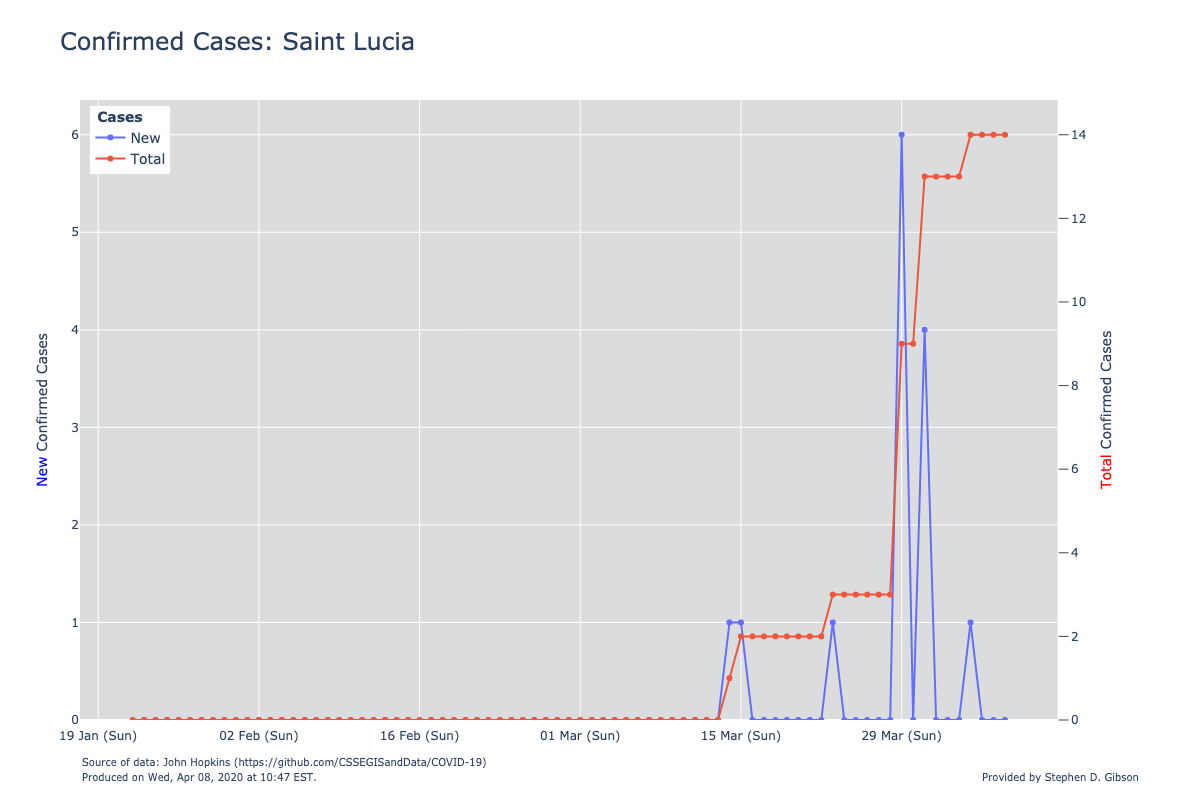 Confirmed Cases: Saint Lucia
Cases
New
Total
6
5
4
3
2
1
0
New Confirmed Cases
14
12
10
8
6
4
2
0
Total Confirmed Cases
19 Jan (Sun)
02 Feb (Sun)
16 Feb (Sun)
01 Mar (Sun)
15 Mar (Sun)
29 Mar (Sun)
Source of data: John Hopkins (https://github.com/CSSEGISandData/COVID-19)
Produced on Wed, Apr 08, 2020 at 10:47 EST.
Provided by Stephen D. Gibson